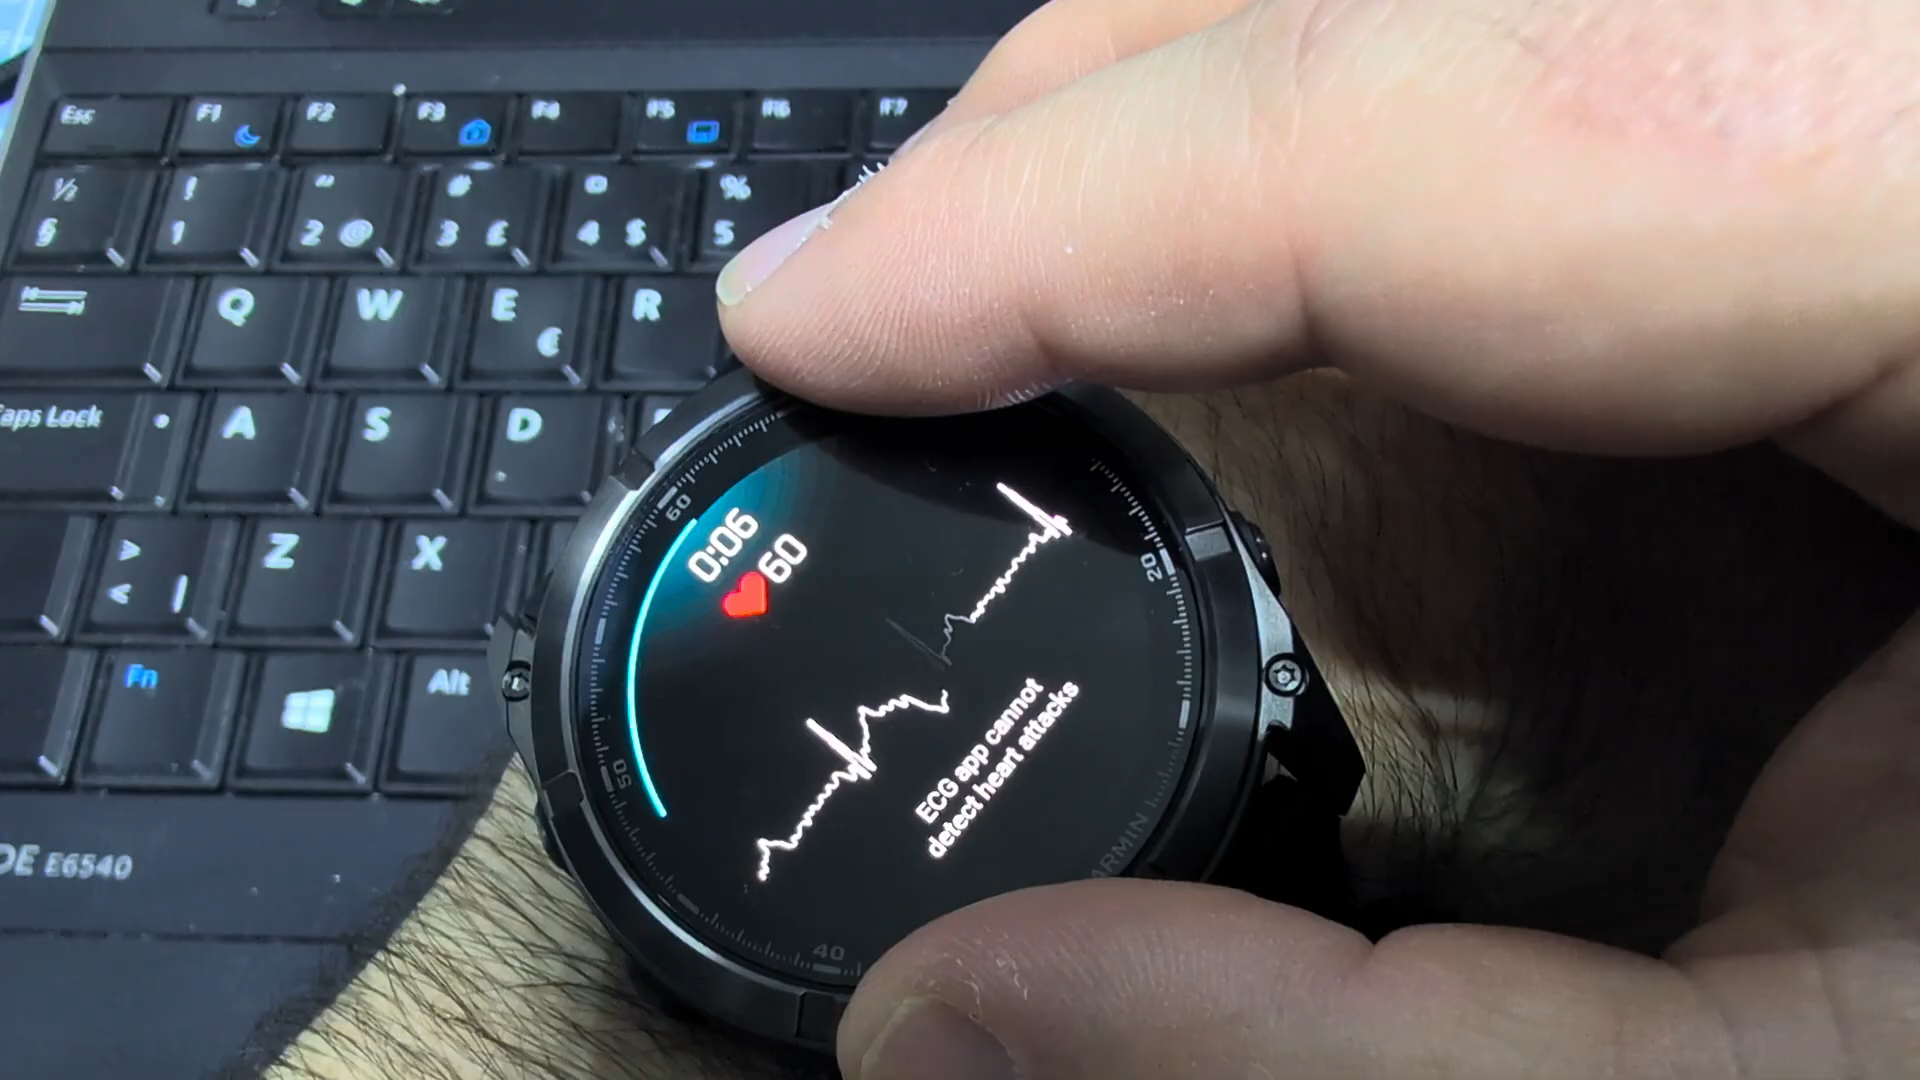 Esc F1 F2 F3 F4 F5 F6 F7
½ ! " # ¤ %
§ 1 2 @ 3 £ 4 $ 5
Q W E R
€
Caps Lock A S D
> Z X
< |
Fn Alt
DE E6540
60
0:06
60
20
50
40
ECG app cannot
detect heart attacks
GARMIN